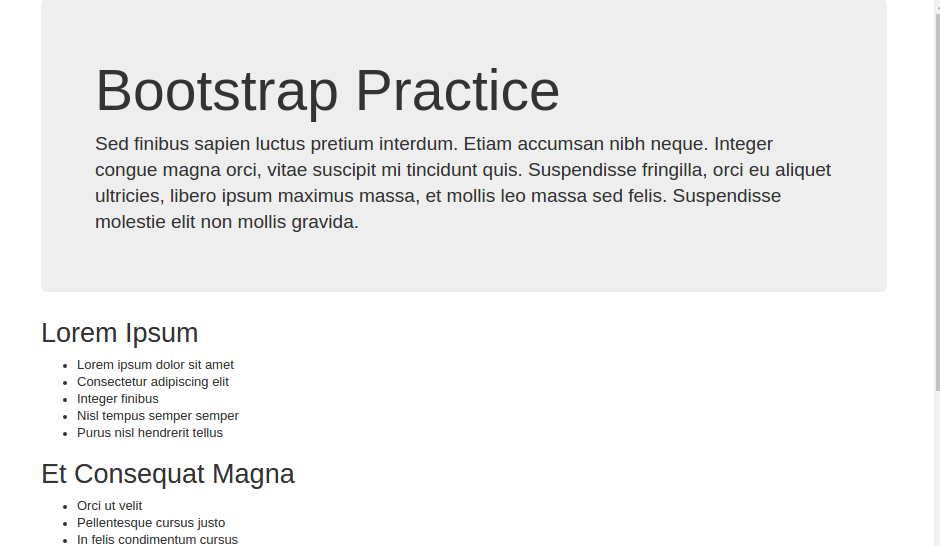 Bootstrap Practice
Sed finibus sapien luctus pretium interdum. Etiam accumsan nibh neque. Integer
congue magna orci, vitae suscipit mi tincidunt quis. Suspendisse fringilla, orci eu aliquet
ultricies, libero ipsum maximus massa, et mollis leo massa sed felis. Suspendisse
molestie elit non mollis gravida.
Lorem Ipsum
Lorem ipsum dolor sit amet
Consectetur adipiscing elit
Integer finibus
Nisl tempus semper semper
Purus nisl hendrerit tellus
Et Consequat Magna
Orci ut velit
Pellentesque cursus justo
In felis condimentum cursus